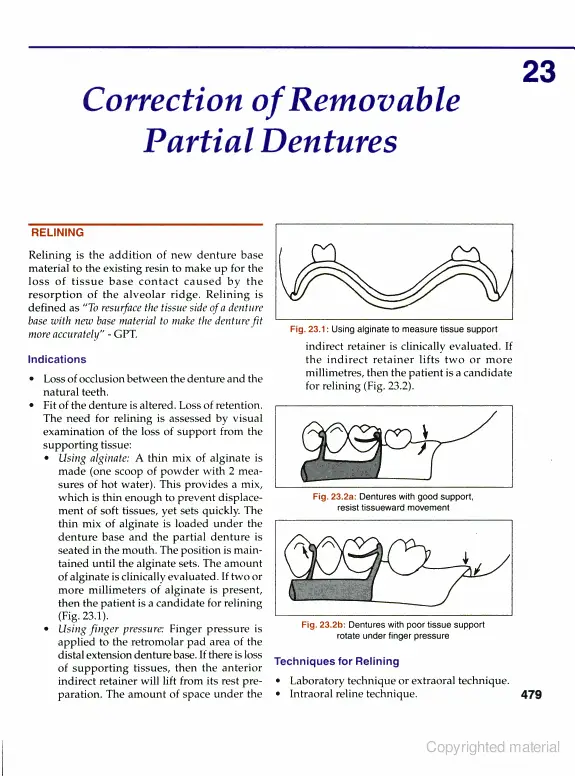 23
Correction of Removable
Partial Dentures
RELINING
Relining is the addition of new denture base
material to the existing resin to make up for the
loss of tissue base contact caused by the
resorption of the alveolar ridge. Relining is
defined as "To resurface the tissue side of a denture
base with new base material to make the denture fit
more accurately" - GPT.
Indications
• Loss of occlusion between the denture and the
natural teeth.
• Fit of the denture is altered. Loss of retention.
The need for relining is assessed by visual
examination of the loss of support from the
supporting tissue:
• Using alginate: A thin mix of alginate is
made (one scoop of powder with 2 mea-
sures of hot water). This provides a mix,
which is thin enough to prevent displace-
ment of soft tissues, yet sets quickly. The
thin mix of alginate is loaded under the
denture base and the partial denture is
seated in the mouth. The position is main-
tained until the alginate sets. The amount
of alginate is clinically evaluated. If two or
more millimeters of alginate is present,
then the patient is a candidate for relining
(Fig. 23.1).
• Using finger pressure: Finger pressure is
applied to the retromolar pad area of the
distal extension denture base. If there is loss
of supporting tissues, then the anterior
indirect retainer will lift from its rest pre-
paration. The amount of space under the
Fig. 23.1: Using alginate to measure tissue support
indirect retainer is clinically evaluated. If
the indirect retainer lifts two or more
millimetres, then the patient is a candidate
for relining (Fig. 23.2).
Fig. 23.2a: Dentures with good support,
resist tissueward movement
Fig. 23.2b: Dentures with poor tissue support
rotate under finger pressure
Techniques for Relining
• Laboratory technique or extraoral technique.
• Intraoral reline technique.
479
Copyrighted material